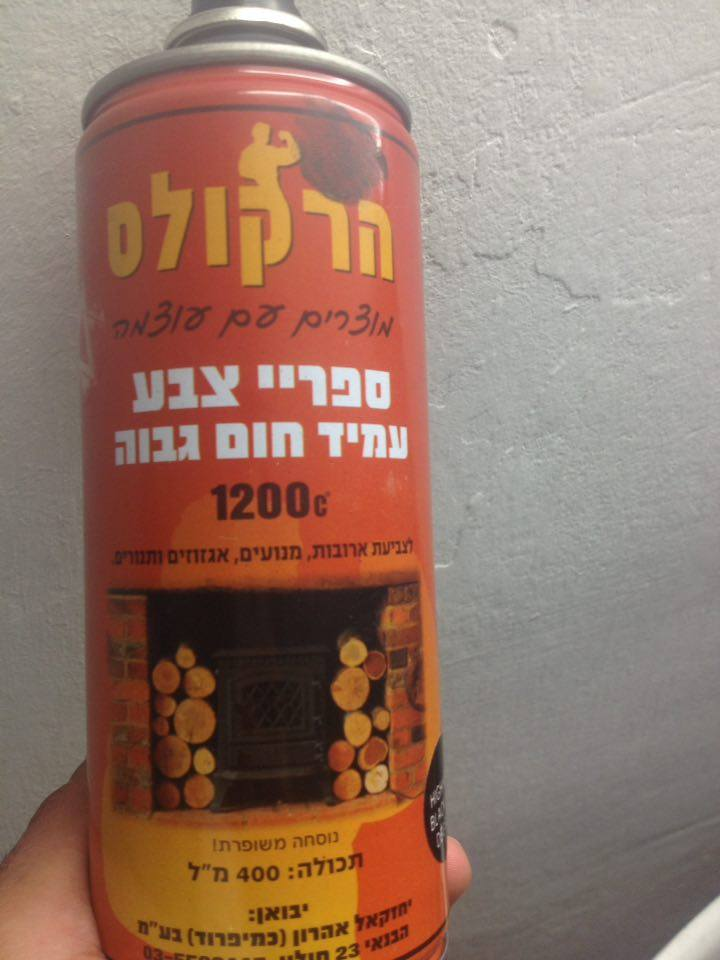 הרקולס
מוצרים עם עוצמה
ספריי צבע
עמיד חום גבוה
1200c°
לצביעת ארובות, מנועים, אגזוזים ותנורים.
נוסחה משופרת!
תכולה: 400 מ"ל
יבואן:
יחזקאל אהרון (כמיפרוד) בע"מ
הבנאי 23 חולון